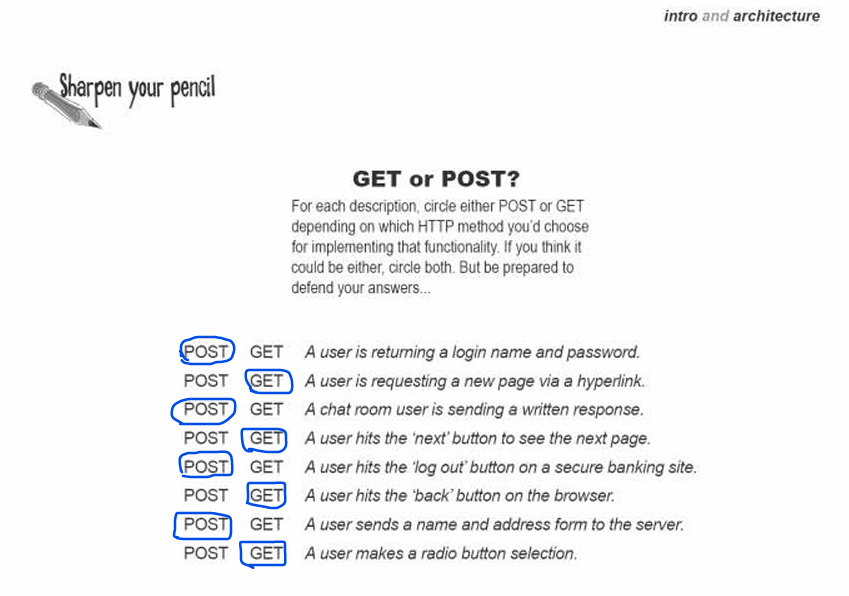 intro and architecture
Sharpen your pencil
GET or POST?
For each description, circle either POST or GET
depending on which HTTP method you'd choose
for implementing that functionality. If you think it
could be either, circle both. But be prepared to
defend your answers...
POST GET A user is returning a login name and password.
POST GET A user is requesting a new page via a hyperlink.
POST GET A chat room user is sending a written response.
POST GET A user hits the 'next' button to see the next page.
POST GET A user hits the 'log out' button on a secure banking site.
POST GET A user hits the 'back' button on the browser.
POST GET A user sends a name and address form to the server.
POST GET A user makes a radio button selection.